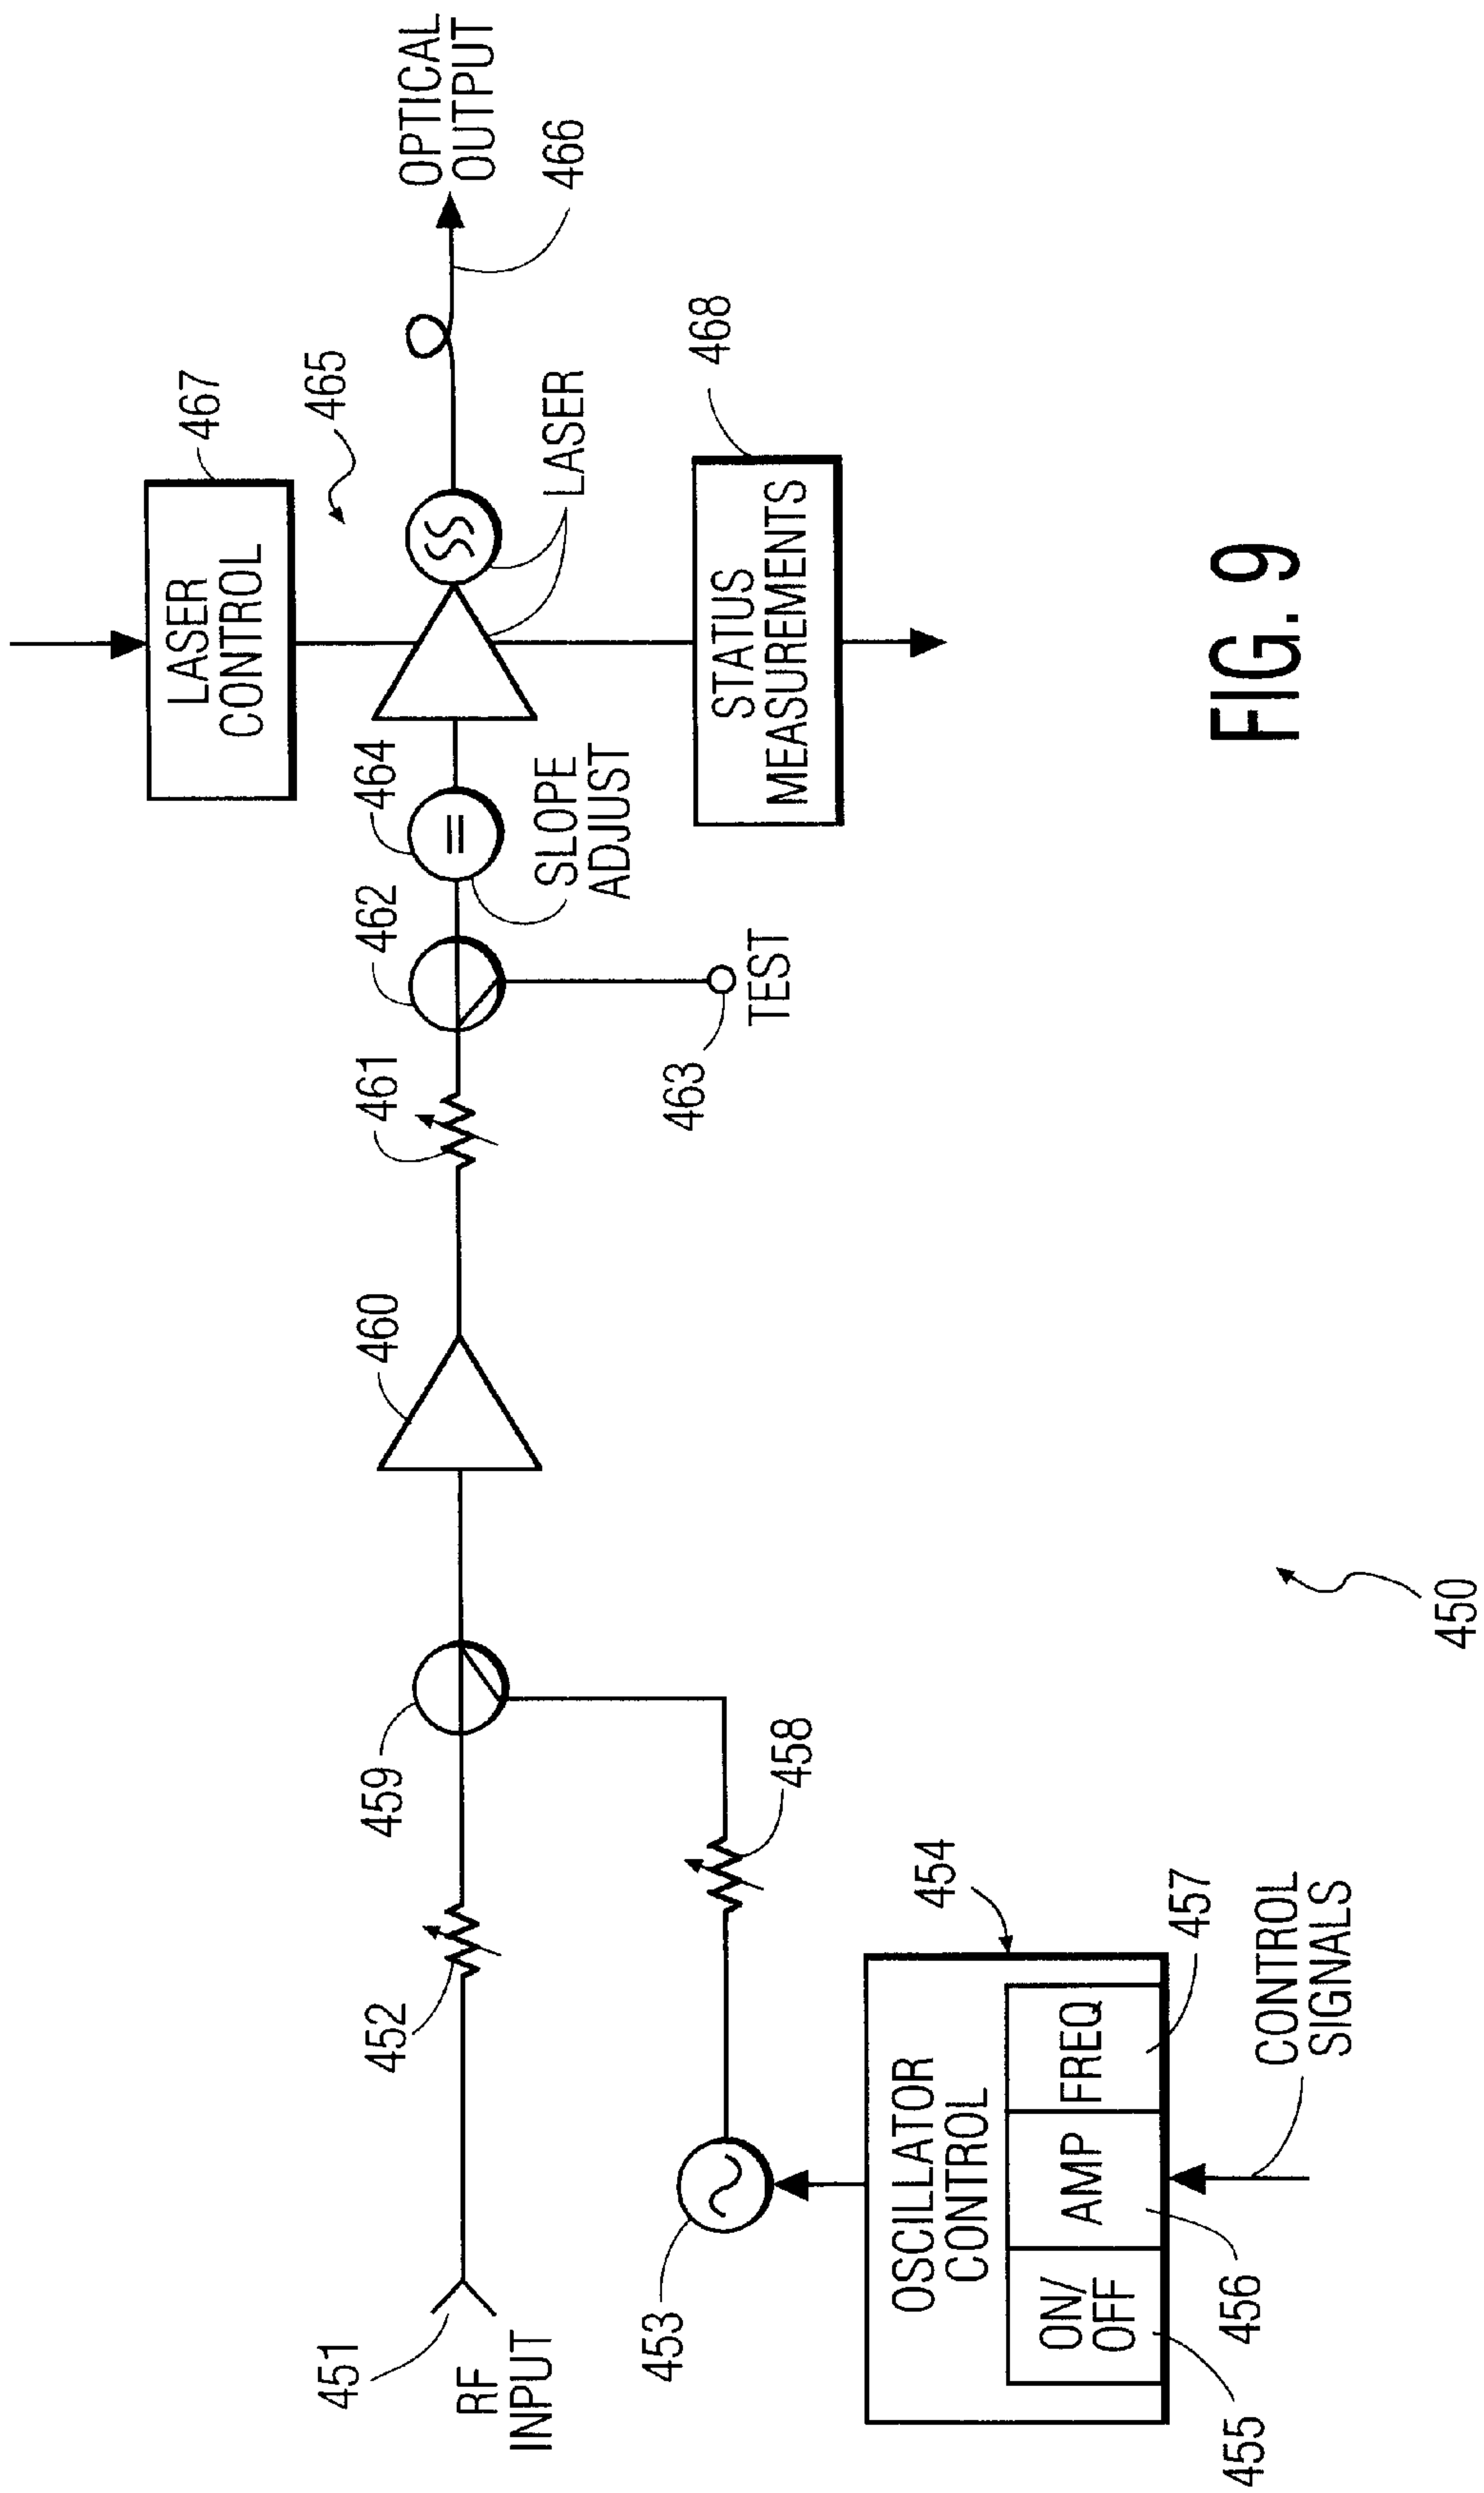 467
LASER
CONTROL
465
OPTICAL
OUTPUT
466
LASER
468
STATUS
MEASUREMENTS
464
SLOPE
ADJUST
462
463
TEST
461
460
459
458
452
451
RF
INPUT
453
454
OSCILLATOR
CONTROL
ON/
OFF
AMP
FREQ
455
456
457
CONTROL
SIGNALS
450
FIG. 9